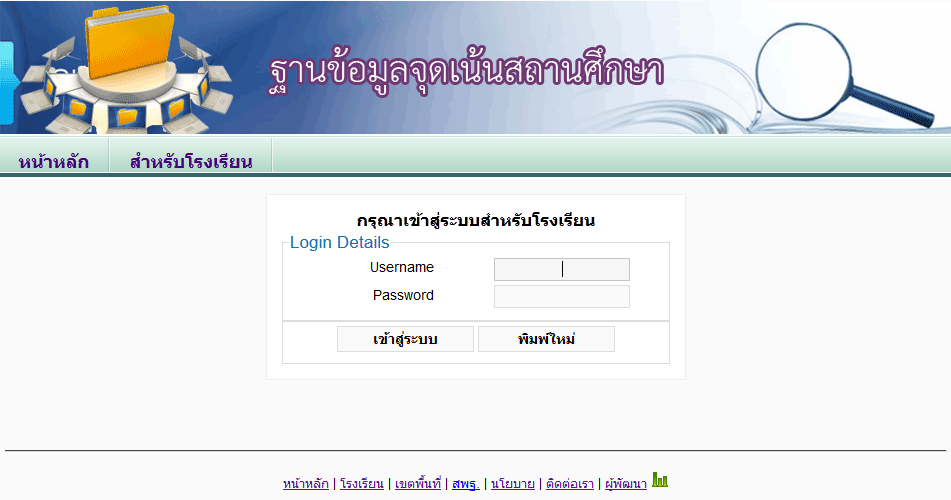 ฐานข้อมูลจุดเน้นสถานศึกษา
หน้าหลัก สำหรับโรงเรียน
กรุณาเข้าสู่ระบบสำหรับโรงเรียน
Login Details
Username
Password
เข้าสู่ระบบ พิมพ์ใหม่
หน้าหลัก | โรงเรียน | เขตพื้นที่ | สพฐ. | นโยบาย | ติดต่อเรา | ผู้พัฒนา